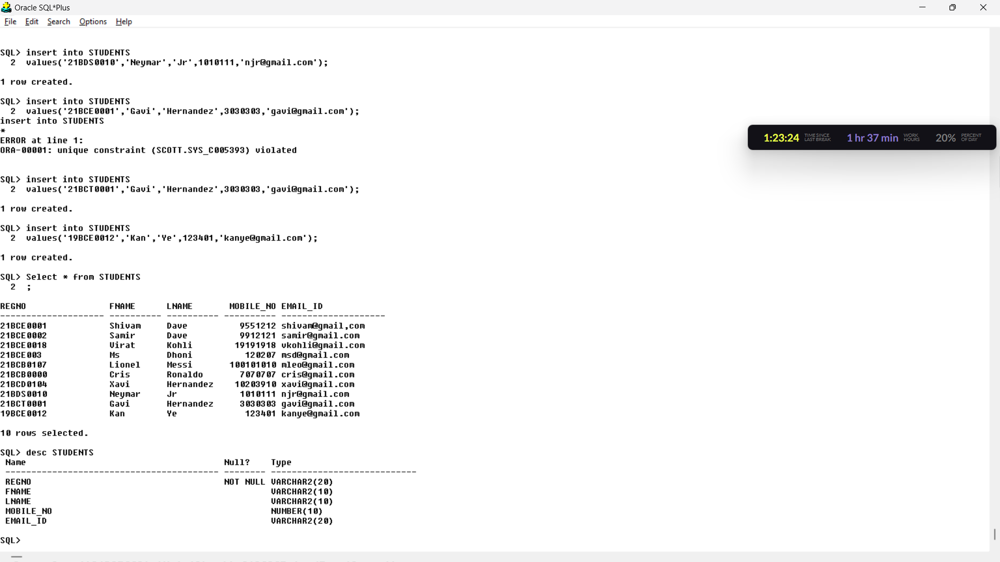 Oracle SQL*Plus
File Edit Search Options Help
SQL> insert into STUDENTS
2 values('21BDS0010','Neymar','Jr',1010111,'njr@gmail.com');
1 row created.
SQL> insert into STUDENTS
2 values('21BCE0001','Gavi','Hernandez',3030303,'gavi@gmail.com');
insert into STUDENTS
*
ERROR at line 1:
ORA-00001: unique constraint (SCOTT.SYS_C005393) violated
1:23:24 TIME SINCE LAST BREAK 1 hr 37 min WORK HOURS 20% PERCENT OF DAY
SQL> insert into STUDENTS
2 values('21BCT0001','Gavi','Hernandez',3030303,'gavi@gmail.com');
1 row created.
SQL> insert into STUDENTS
2 values('19BCE0012','Kan','Ye',123401,'kanye@gmail.com');
1 row created.
SQL> Select * from STUDENTS
2 ;
REGNO FNAME LNAME MOBILE_NO EMAIL_ID
-------------------- ---------- ---------- ---------- --------------------
21BCE0001 Shivam Dave 9551212 shivam@gmail,com
21BCE0002 Samir Dave 9912121 samir@gmail.com
21BCE0018 Virat Kohli 19191918 vkohli@gmail.com
21BCE003 Ms Dhoni 120207 msd@gmail.com
21BCB0107 Lionel Messi 100101010 mleo@gmail.com
21BCB0000 Cris Ronaldo 7070707 cris@gmail.com
21BCD0104 Xavi Hernandez 10203910 xavi@gmail.com
21BDS0010 Neymar Jr 1010111 njr@gmail.com
21BCT0001 Gavi Hernandez 3030303 gavi@gmail.com
19BCE0012 Kan Ye 123401 kanye@gmail.com
10 rows selected.
SQL> desc STUDENTS
Name Null? Type
----------------------------------------- -------- ----------------------------
REGNO NOT NULL VARCHAR2(20)
FNAME VARCHAR2(10)
LNAME VARCHAR2(10)
MOBILE_NO NUMBER(10)
EMAIL_ID VARCHAR2(20)
SQL>